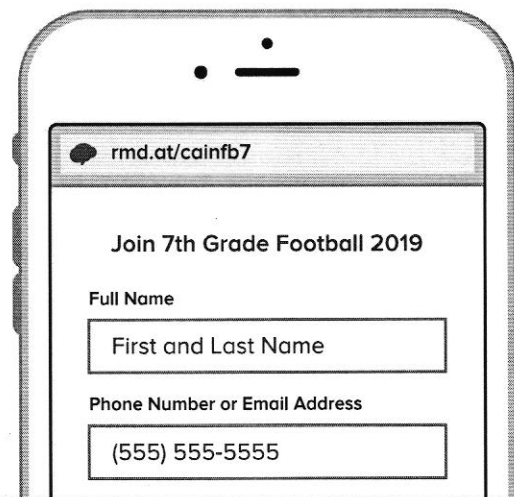 rmd.at/cainfb7
Join 7th Grade Football 2019
Full Name
First and Last Name
Phone Number or Email Address
(555) 555-5555